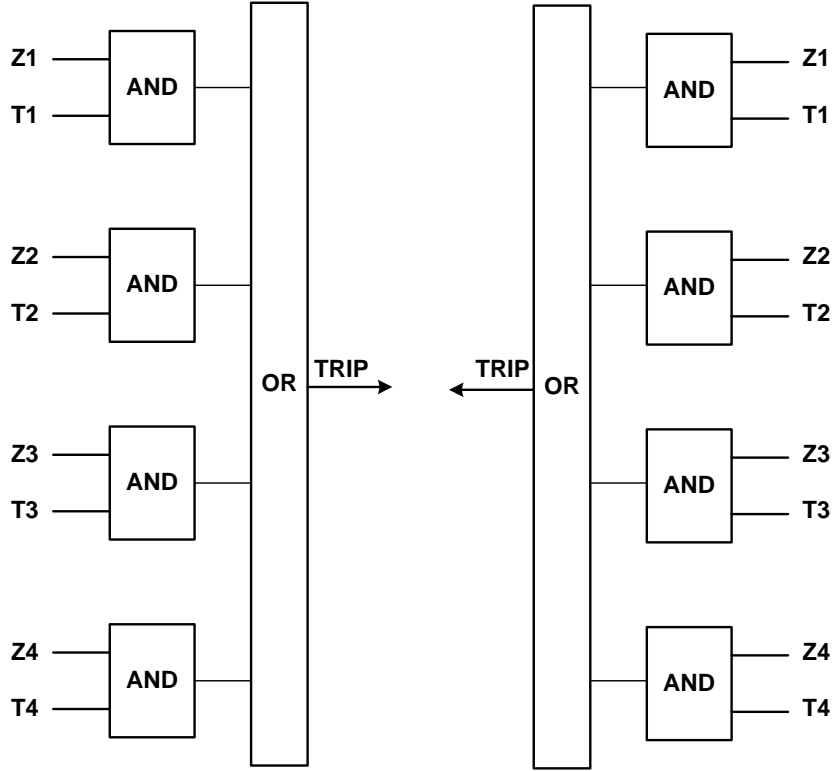 Z1
T1
AND
Z2
T2
AND
Z3
T3
AND
Z4
T4
AND
OR
TRIP
TRIP
OR
AND
Z1
T1
AND
Z2
T2
AND
Z3
T3
AND
Z4
T4